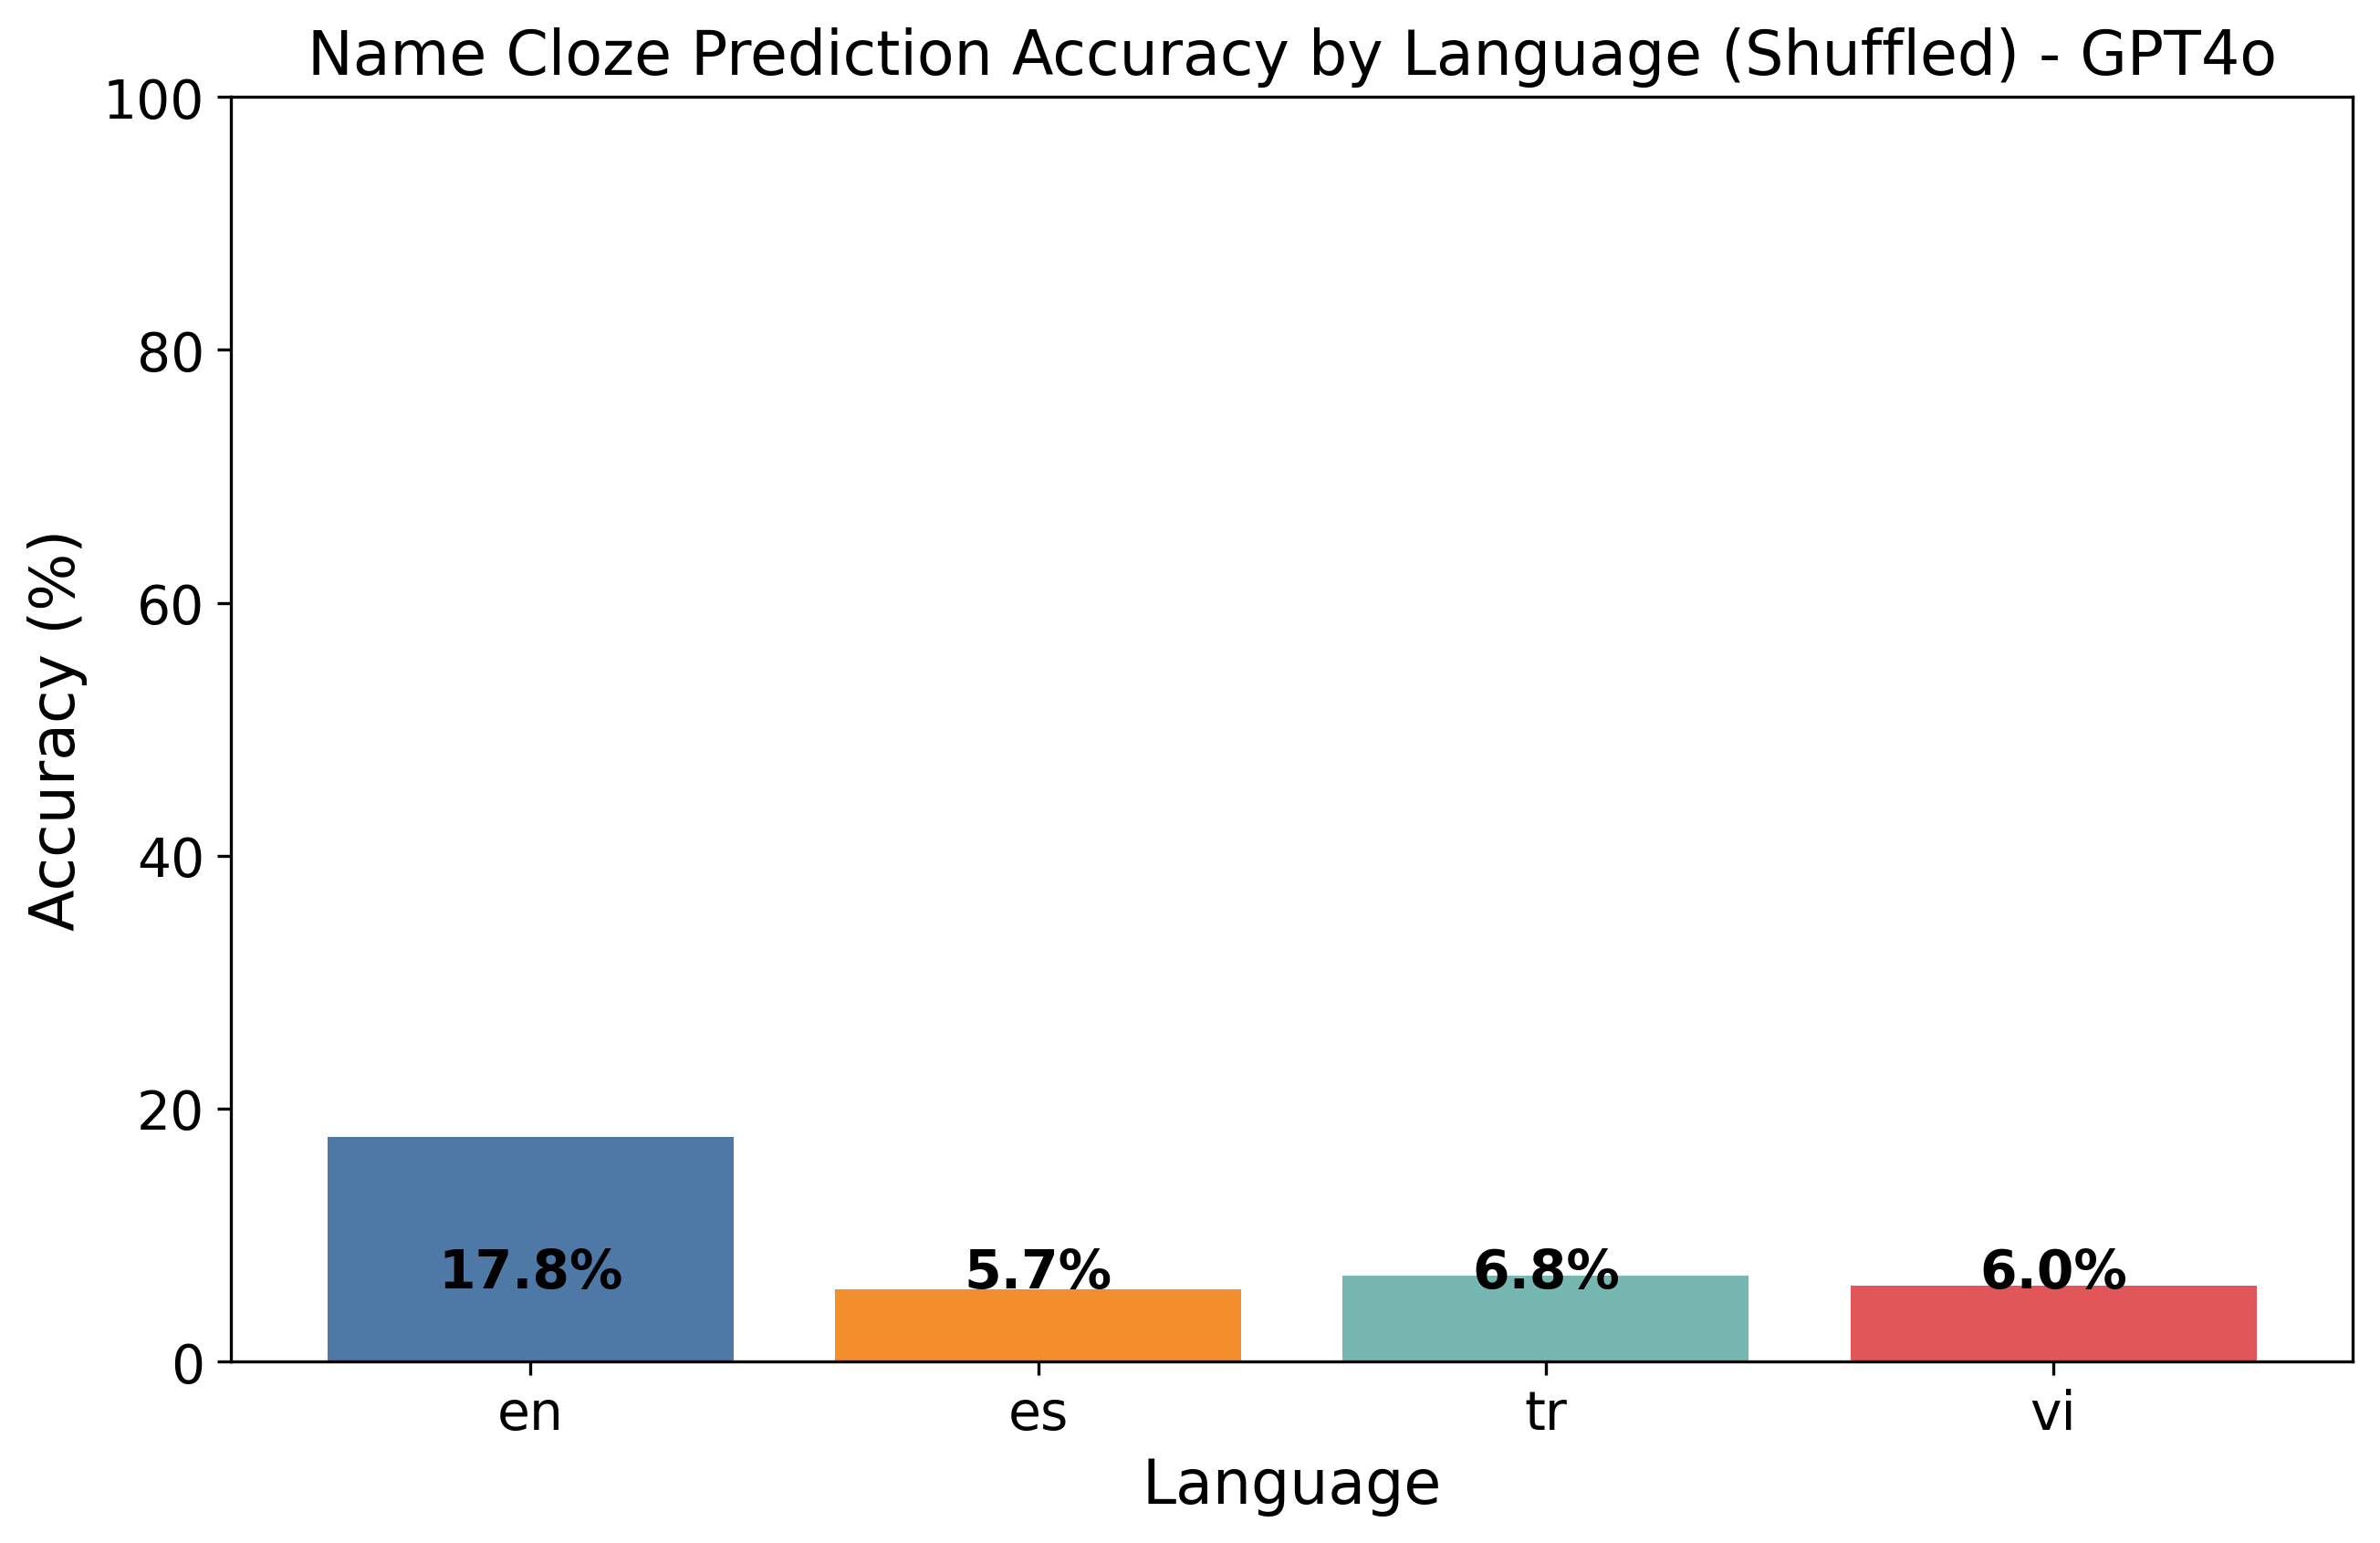 Name Cloze Prediction Accuracy by Language (Shuffled) - GPT4o
100
80
60
40
20
0
Accuracy (%)
17.8%
5.7%
6.8%
6.0%
en
es
tr
vi
Language